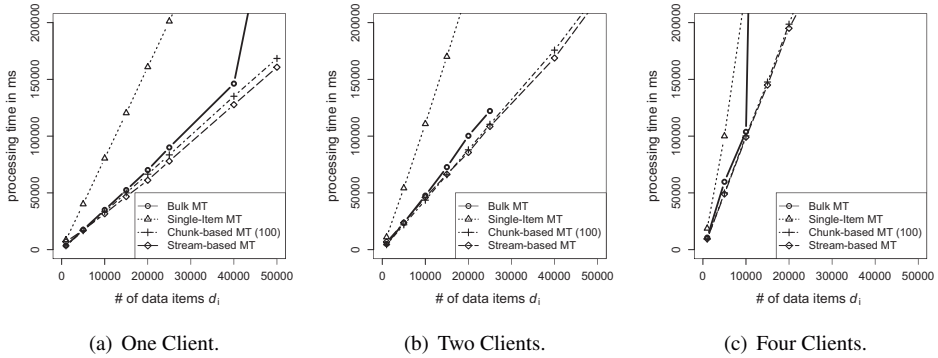 processing time in ms
0
50000
100000
150000
200000
0 10000 20000 30000 40000 50000
# of data items di
Bulk MT
Single-Item MT
Chunk-based MT (100)
Stream-based MT
(a) One Client.
processing time in ms
0
50000
100000
150000
200000
0 10000 20000 30000 40000 50000
# of data items di
Bulk MT
Single-Item MT
Chunk-based MT (100)
Stream-based MT
(b) Two Clients.
processing time in ms
0
50000
100000
150000
200000
0 10000 20000 30000 40000 50000
# of data items di
Bulk MT
Single-Item MT
Chunk-based MT (100)
Stream-based MT
(c) Four Clients.